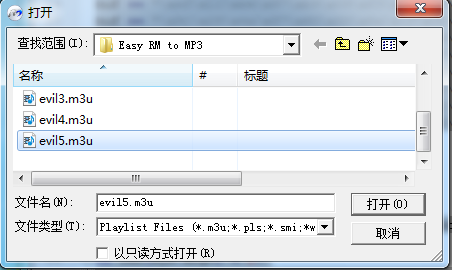 打开
查找范围(I):
Easy RM to MP3
名称
#
标题
evil3.m3u
evil4.m3u
evil5.m3u
文件名(N):
evil5.m3u
打开(O)
文件类型(T):
Playlist Files (*.m3u;*.pls;*.smi;*w
取消
以只读方式打开(R)